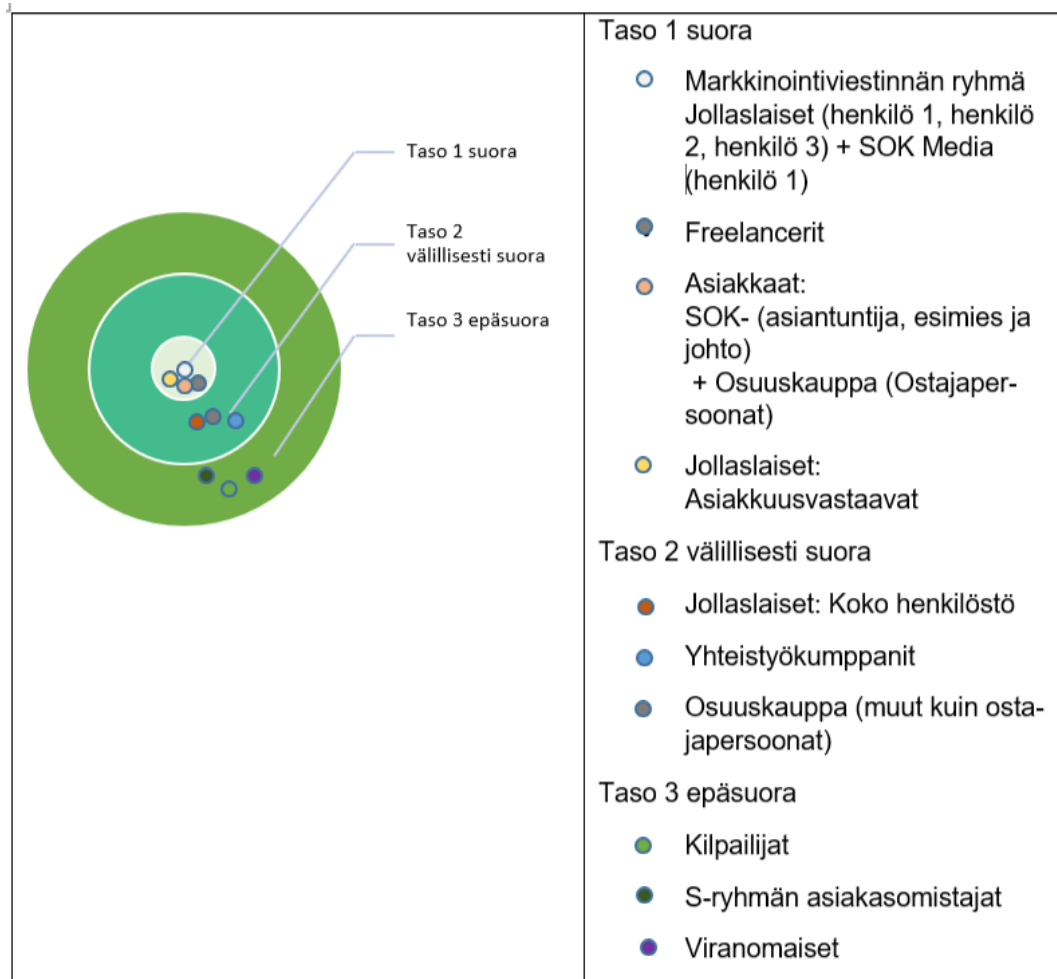 Taso 1 suora
Taso 2
välillisesti suora
Taso 3 epäsuora
Taso 1 suora
Markkinointiviestinnän ryhmä
Jollaslaiset (henkilö 1, henkilö
2, henkilö 3) + SOK Media
(henkilö 1)
Freelancerit
Asiakkaat:
SOK- (asiantuntija, esimies ja
johto)
+ Osuuskauppa (Ostajaper-
soonat)
Jollaslaiset:
Asiakkuusvastaavat
Taso 2 välillisesti suora
Jollaslaiset: Koko henkilöstö
Yhteistyökumppanit
Osuuskauppa (muut kuin osta-
japersoonat)
Taso 3 epäsuora
Kilpailijat
S-ryhmän asiakasomistajat
Viranomaiset